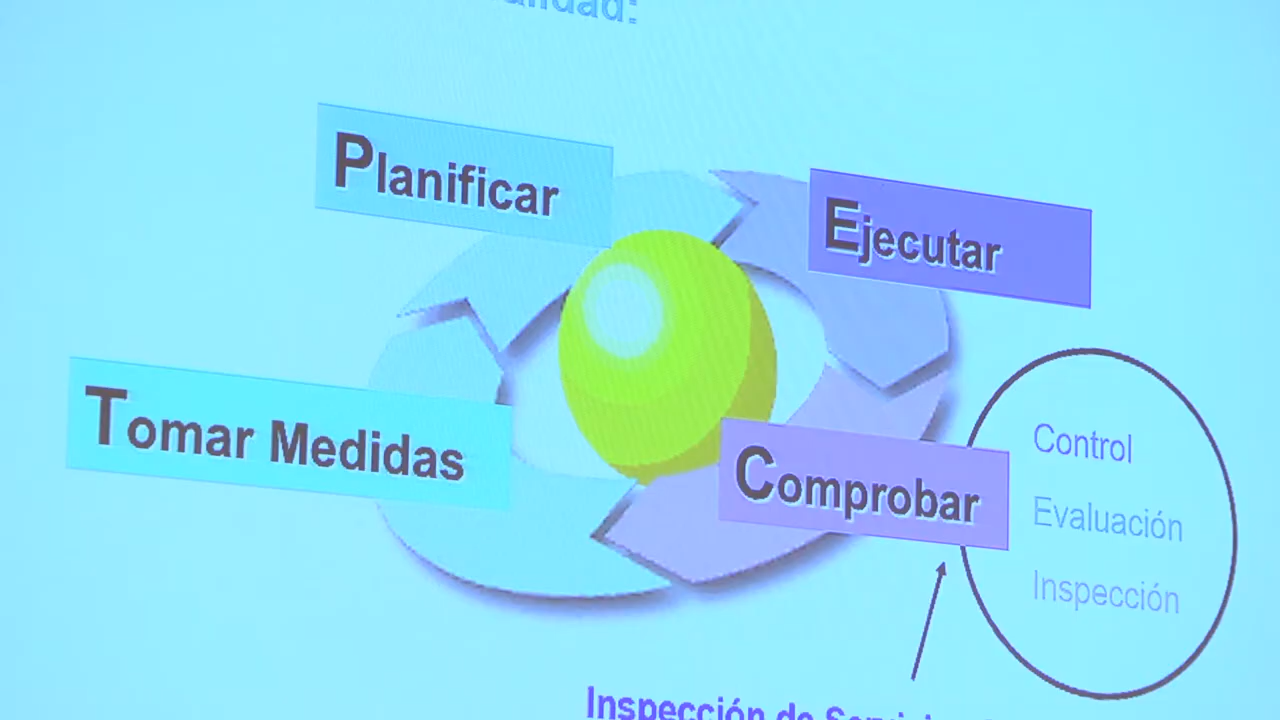 Planificar
Ejecutar
Tomar Medidas
Comprobar
Control
Evaluación
Inspección
Inspección de